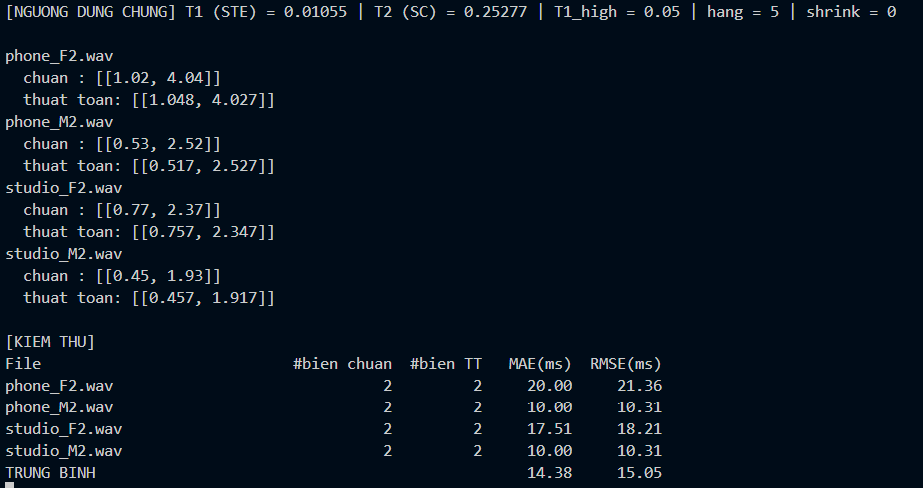 [NGUONG DUNG CHUNG] T1 (STE) = 0.01055 | T2 (SC) = 0.25277 | T1_high = 0.05 | hang = 5 | shrink = 0
phone_F2.wav
chuan : [[1.02, 4.04]]
thuat toan: [[1.048, 4.027]]
phone_M2.wav
chuan : [[0.53, 2.52]]
thuat toan: [[0.517, 2.527]]
studio_F2.wav
chuan : [[0.77, 2.37]]
thuat toan: [[0.757, 2.347]]
studio_M2.wav
chuan : [[0.45, 1.93]]
thuat toan: [[0.457, 1.917]]
[KIEM THU]
File #bien chuan #bien TT MAE(ms) RMSE(ms)
phone_F2.wav 2 2 20.00 21.36
phone_M2.wav 2 2 10.00 10.31
studio_F2.wav 2 2 17.51 18.21
studio_M2.wav 2 2 10.00 10.31
TRUNG BINH 14.38 15.05